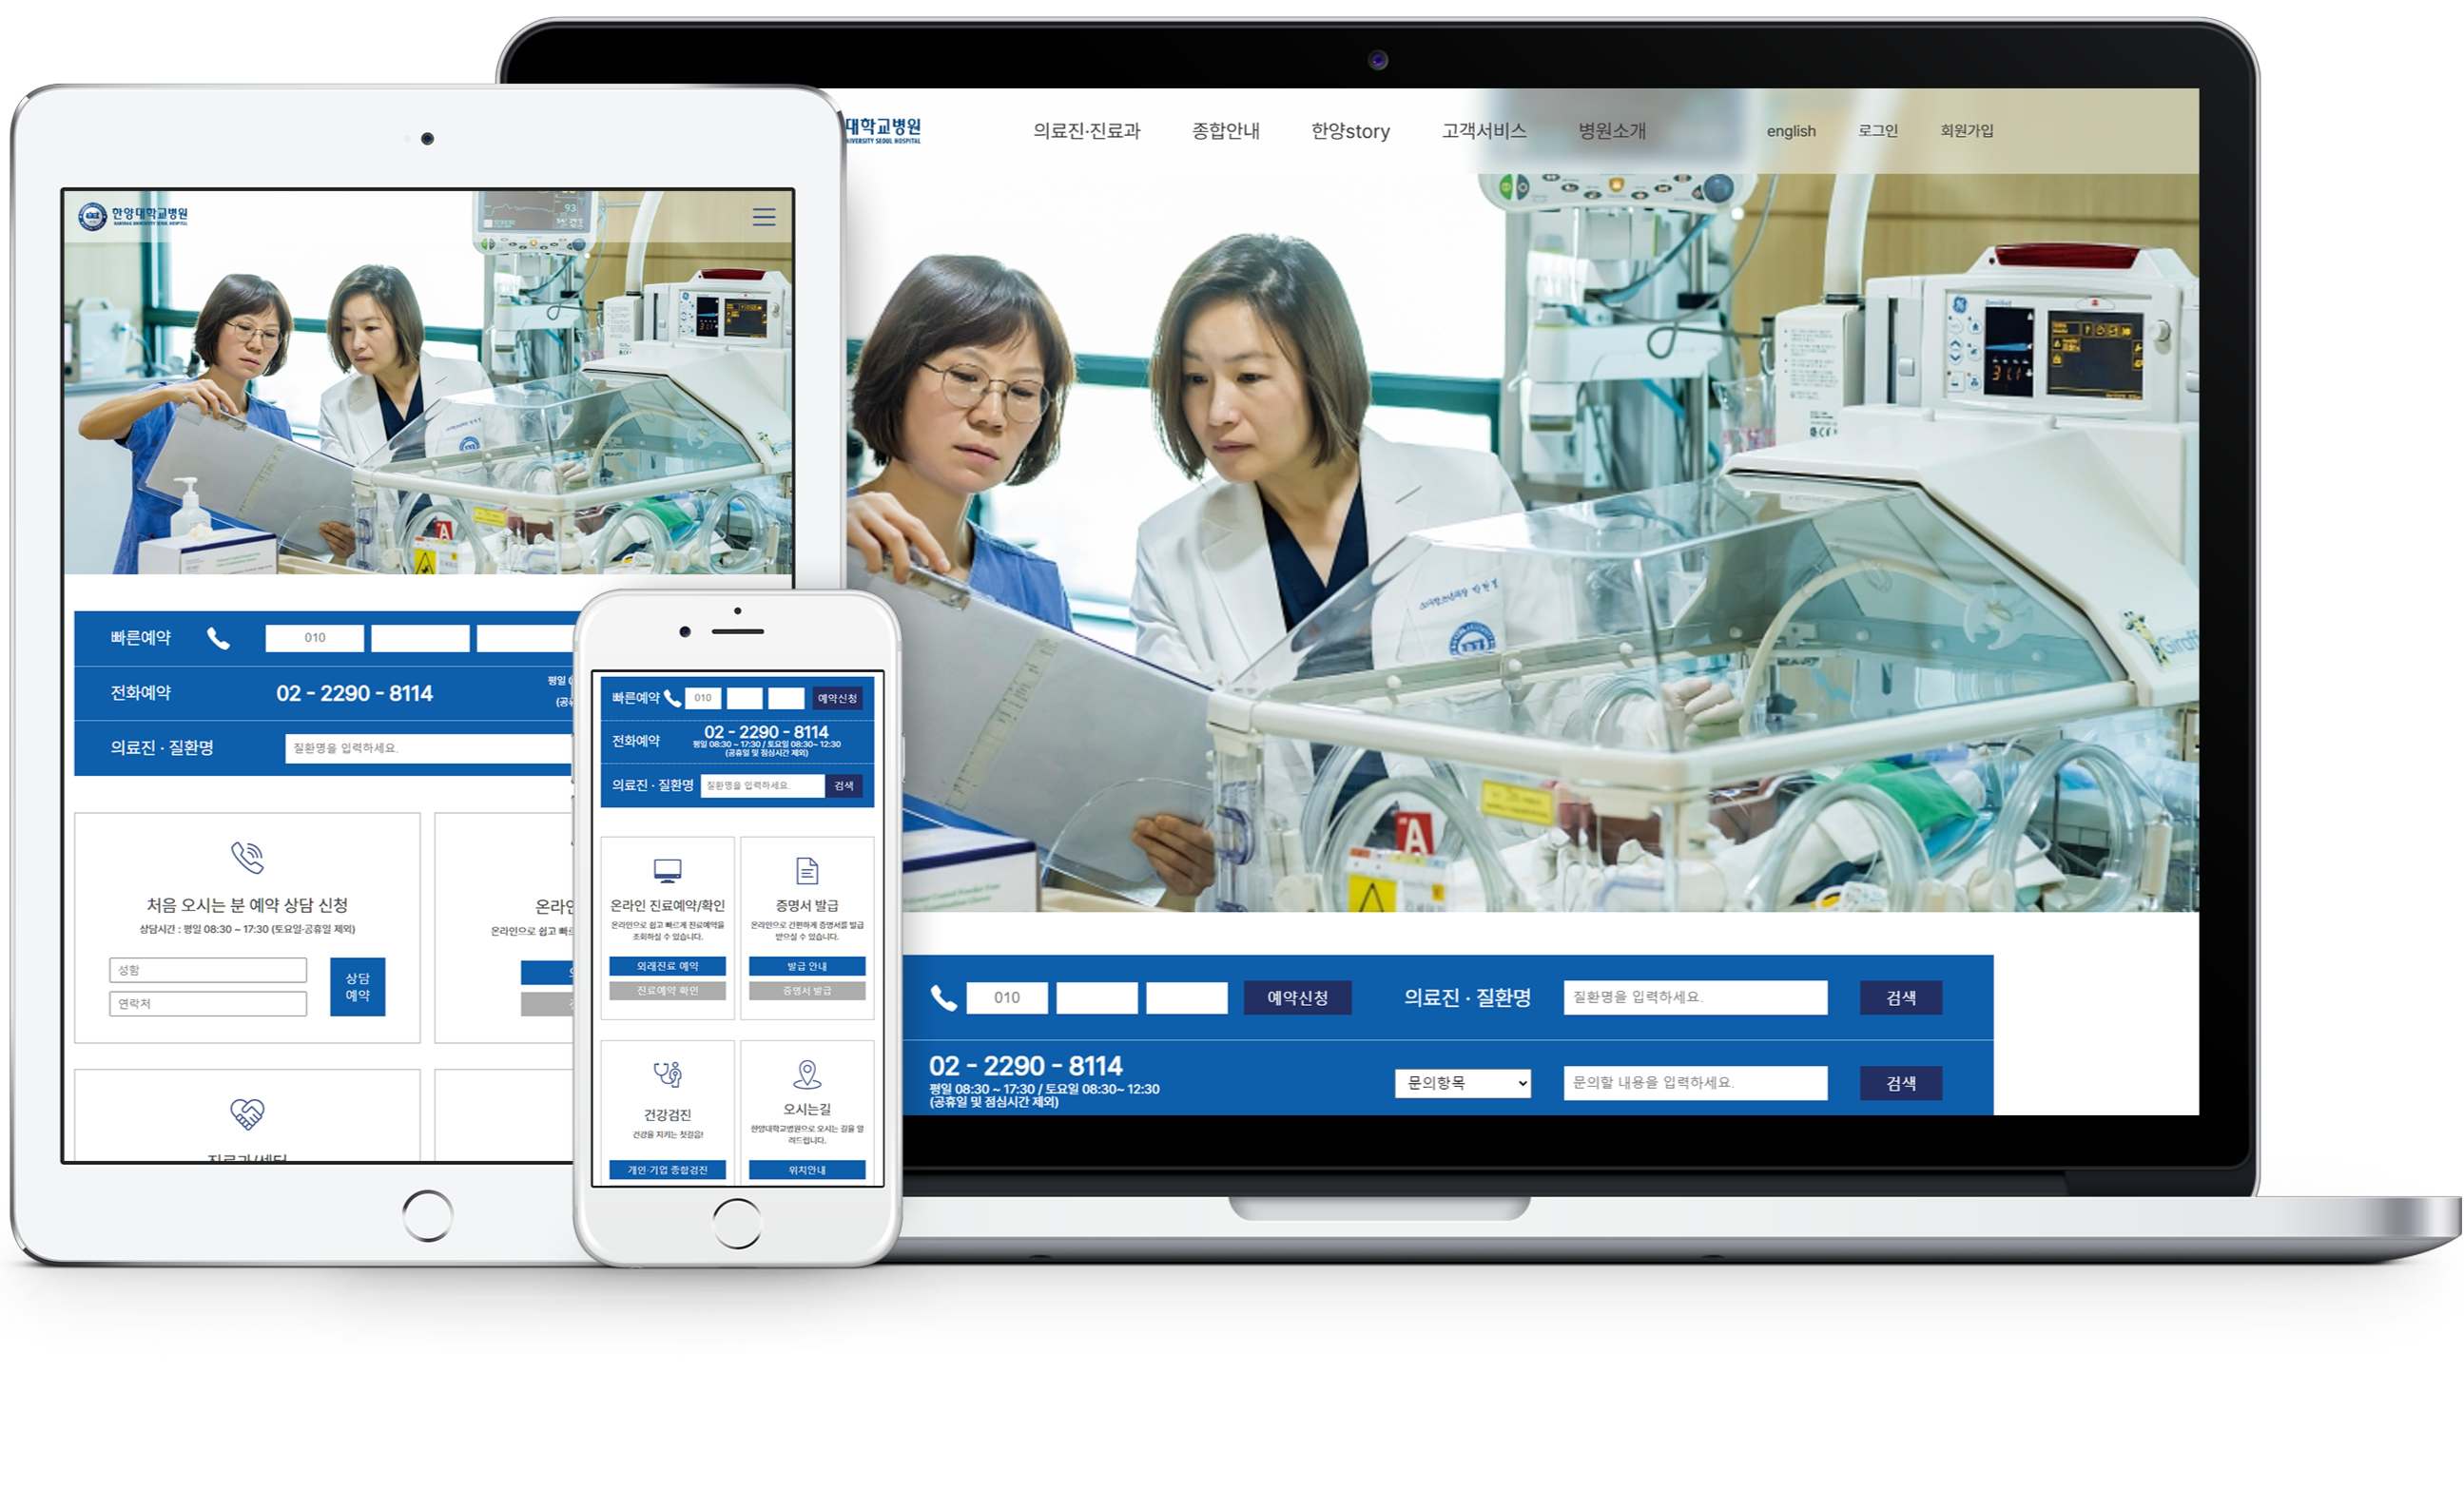 한양대학교병원
HANYANG UNIVERSITY SEOUL HOSPITAL
93
빠른예약
010
전화예약
02 - 2290 - 8114
평일
의료진 · 질환명
질환명을 입력하세요.
처음 오시는 분 예약 상담 신청
상담시간 : 평일 08:30 ~ 17:30 (토요일·공휴일 제외)
성함
연락처
상담
예약
온라인으로 쉽고
진료과/센터
빠른예약
010
예약신청
전화예약
02 - 2290 - 8114
평일 08:30 ~ 17:30 / 토요일 08:30~ 12:30
(공휴일 및 점심시간 제외)
의료진 · 질환명
질환명을 입력하세요.
검색
온라인 진료예약/확인
온라인으로 쉽고 빠르게 진료예약을
조회하실 수 있습니다.
외래진료 예약
진료예약 확인
증명서 발급
온라인으로 간편하게 증명서를 발급
받으실 수 있습니다.
발급 안내
증명서 발급
건강검진
건강을 지키는 첫걸음!
개인·기업 종합검진
오시는길
한양대학교병원으로 오시는 길을 알
려드립니다.
위치안내
대학교병원
UNIVERSITY SEOUL HOSPITAL
의료진·진료과
종합안내
한양story
고객서비스
병원소개
english
로그인
회원가입
A
Giraff
010
예약신청
의료진 · 질환명
질환명을 입력하세요.
검색
02 - 2290 - 8114
평일 08:30 ~ 17:30 / 토요일 08:30~ 12:30
(공휴일 및 점심시간 제외)
문의항목
문의할 내용을 입력하세요.
검색